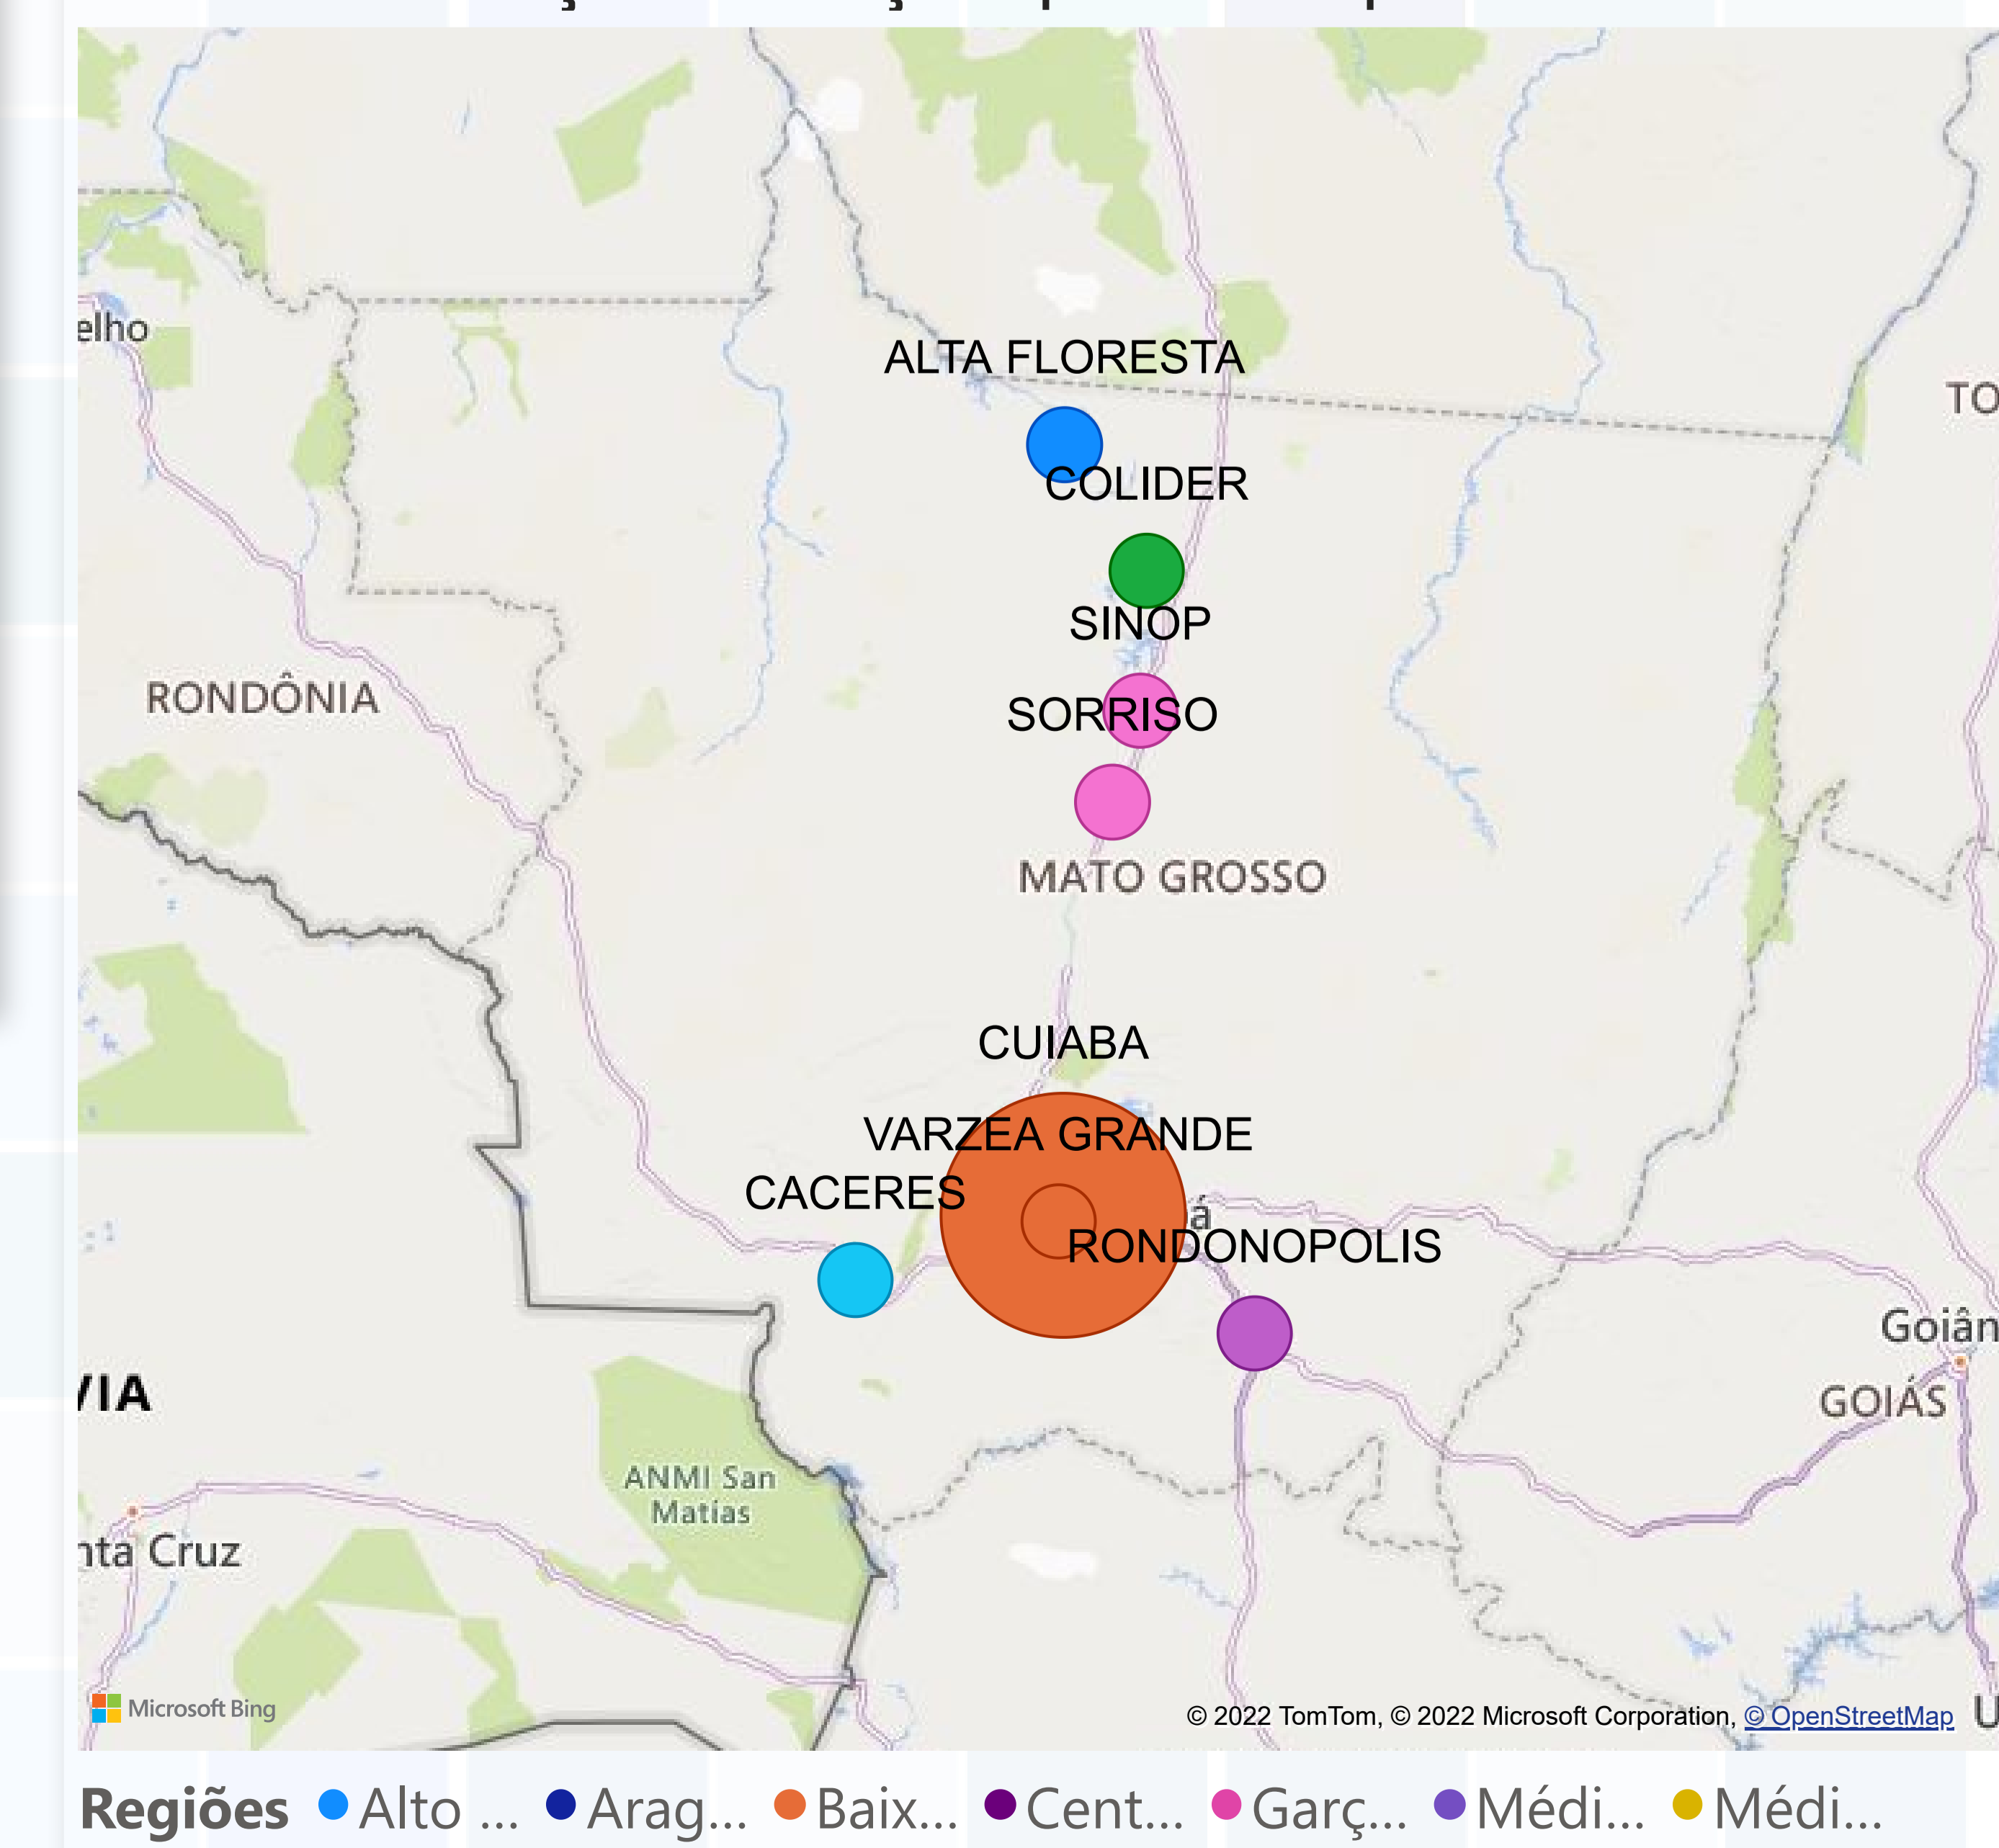 elho
ALTA FLORESTA
TO
COLIDER
SINOP
RONDÔNIA
SORRISO
MATO GROSSO
CUIABA
VARZEA GRANDE
CACERES
á
RONDONOPOLIS
Goiân
GOIÁS
VIA
ANMI San
Matías
nta Cruz
Microsoft Bing
© 2022 TomTom, © 2022 Microsoft Corporation, © OpenStreetMap
U
Regiões Alto ... Arag... Baix... Cent... Garç... Médi... Médi...